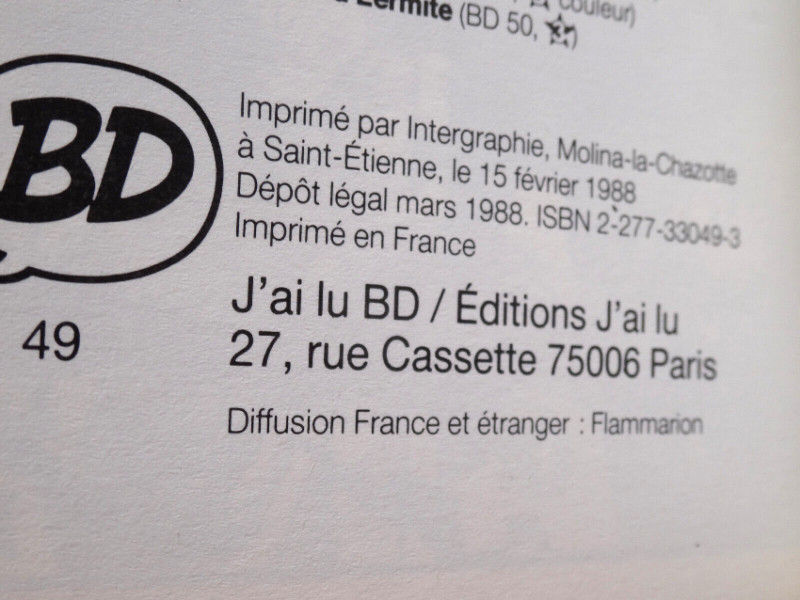 couleur)
Lermite (BD 50, 3)
BD
Imprimé par Intergraphie, Molina-la-Chazotte
à Saint-Étienne, le 15 février 1988
Dépôt légal mars 1988. ISBN 2-277-33049-3
Imprimé en France
J'ai lu BD / Éditions J'ai lu
49
27, rue Cassette 75006 Paris
Diffusion France et étranger : Flammarion